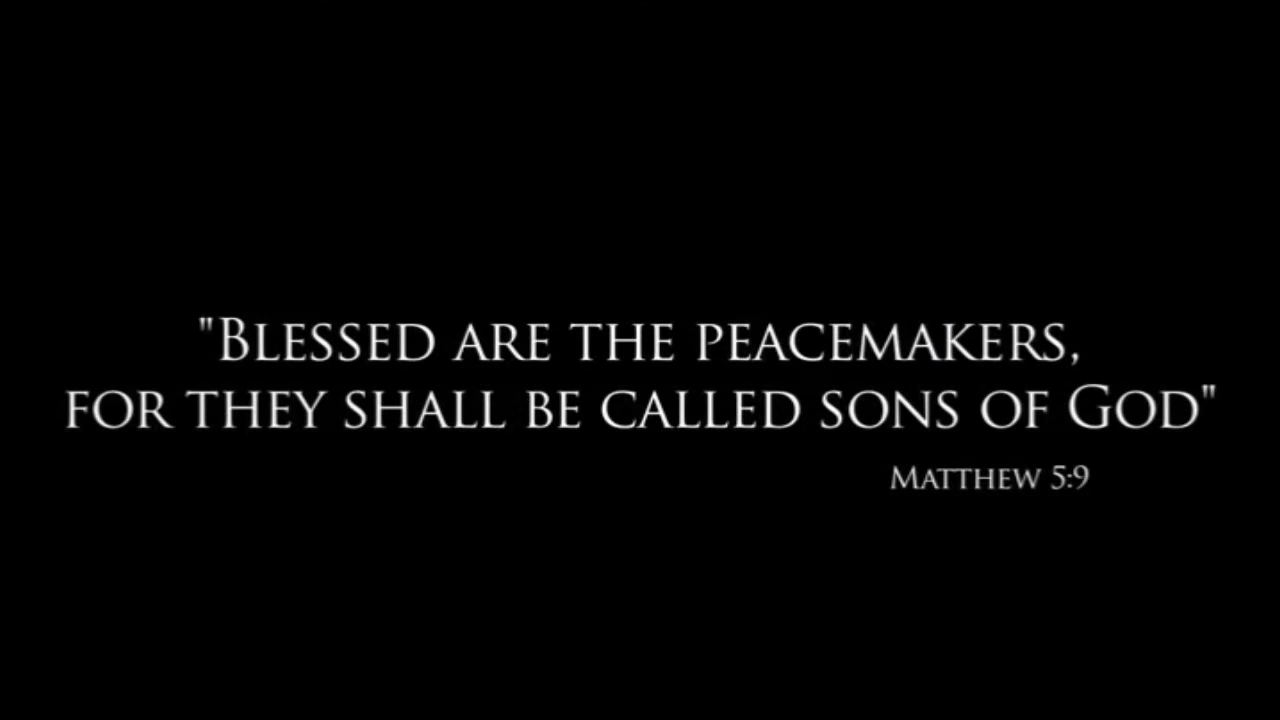 "Blessed are the peacemakers,
for they shall be called sons of God"
Matthew 5:9